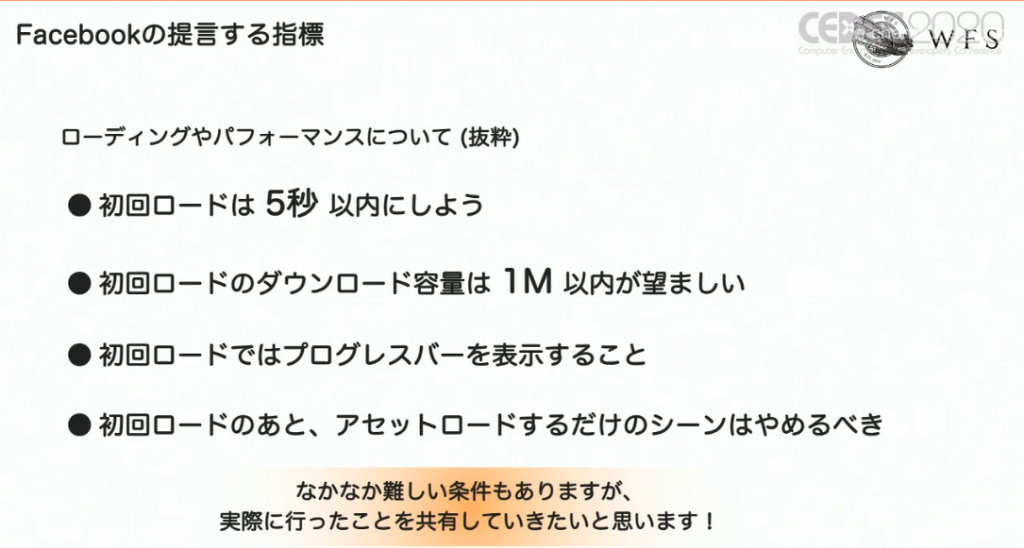 Facebookの提言する指標
CEDEC2020
Computer Entertainment Developers Conference
WFS
ローディングやパフォーマンスについて (抜粋)
● 初回ロードは 5秒 以内にしよう
● 初回ロードのダウンロード容量は 1M 以内が望ましい
● 初回ロードではプログレスバーを表示すること
● 初回ロードのあと、アセットロードするだけのシーンはやめるべき
なかなか難しい条件もありますが、
実際に行ったことを共有していきたいと思います！